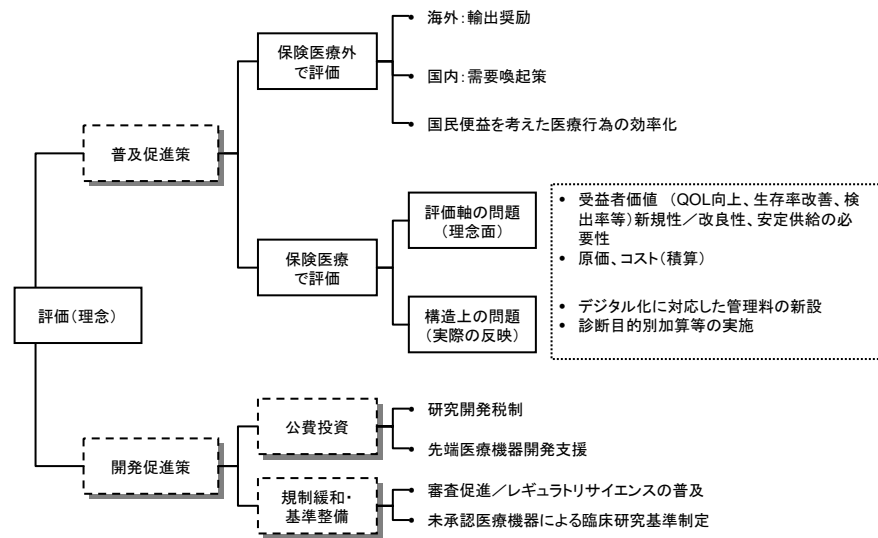 保険医療外
で評価
• 海外：輸出奨励
• 国内：需要喚起策
• 国民便益を考えた医療行為の効率化
普及促進策
評価軸の問題
（理念面）
• 受益者価値　（QOL向上、生存率改善、検
出率等）新規性／改良性、安定供給の必
要性
• 原価、コスト（積算）
保険医療
で評価
構造上の問題
（実際の反映）
• デジタル化に対応した管理料の新設
• 診断目的別加算等の実施
評価（理念）
公費投資
• 研究開発税制
• 先端医療機器開発支援
開発促進策
規制緩和・
基準整備
• 審査促進／レギュラトリサイエンスの普及
• 未承認医療機器による臨床研究基準制定